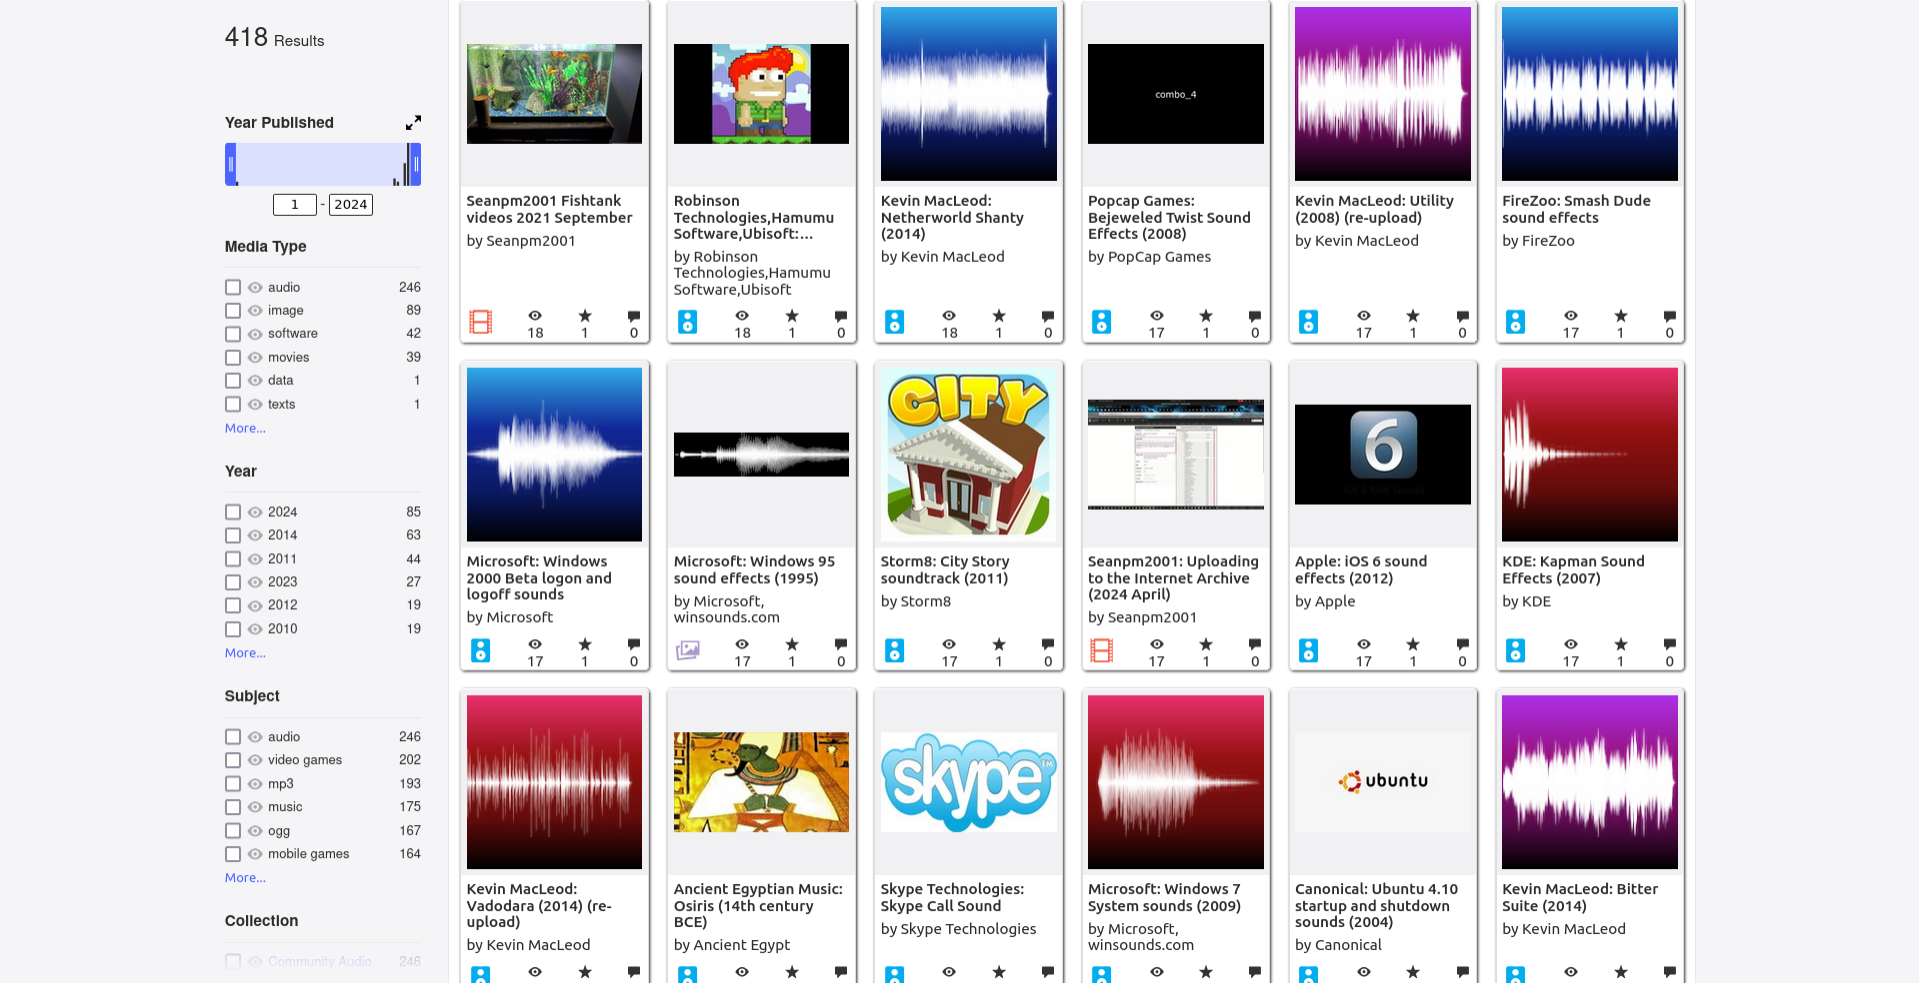 418 Results
Year Published
1 - 2024
Media Type
audio 246
image 89
software 42
movies 39
data 1
texts 1
More...
Year
2024 85
2014 63
2011 44
2023 27
2012 19
2010 19
More...
Subject
audio 246
video games 202
mp3 193
music 175
ogg 167
mobile games 164
More...
Collection
Community Audio 246
Seanpm2001 Fishtank
videos 2021 September
by Seanpm2001
18 1 0
Robinson
Technologies,Hamumu
Software,Ubisoft:...
by Robinson
Technologies,Hamumu
Software,Ubisoft
18 1 0
Kevin MacLeod:
Netherworld Shanty
(2014)
by Kevin MacLeod
18 1 0
combo_4
Popcap Games:
Bejeweled Twist Sound
Effects (2008)
by PopCap Games
17 1 0
Kevin MacLeod: Utility
(2008) (re-upload)
by Kevin MacLeod
17 1 0
FireZoo: Smash Dude
sound effects
by FireZoo
17 1 0
Microsoft: Windows
2000 Beta logon and
logoff sounds
by Microsoft
17 1 0
Microsoft: Windows 95
sound effects (1995)
by Microsoft,
winsounds.com
17 1 0
CITY
Storm8: City Story
soundtrack (2011)
by Storm8
17 1 0
Seanpm2001: Uploading
to the Internet Archive
(2024 April)
by Seanpm2001
17 1 0
6
Apple: iOS 6 sound
effects (2012)
by Apple
17 1 0
KDE: Kapman Sound
Effects (2007)
by KDE
17 1 0
Kevin MacLeod:
Vadodara (2014) (re-
upload)
by Kevin MacLeod
Ancient Egyptian Music:
Osiris (14th century
BCE)
by Ancient Egypt
skype™
Skype Technologies:
Skype Call Sound
by Skype Technologies
Microsoft: Windows 7
System sounds (2009)
by Microsoft,
winsounds.com
ubuntu
Canonical: Ubuntu 4.10
startup and shutdown
sounds (2004)
by Canonical
Kevin MacLeod: Bitter
Suite (2014)
by Kevin MacLeod